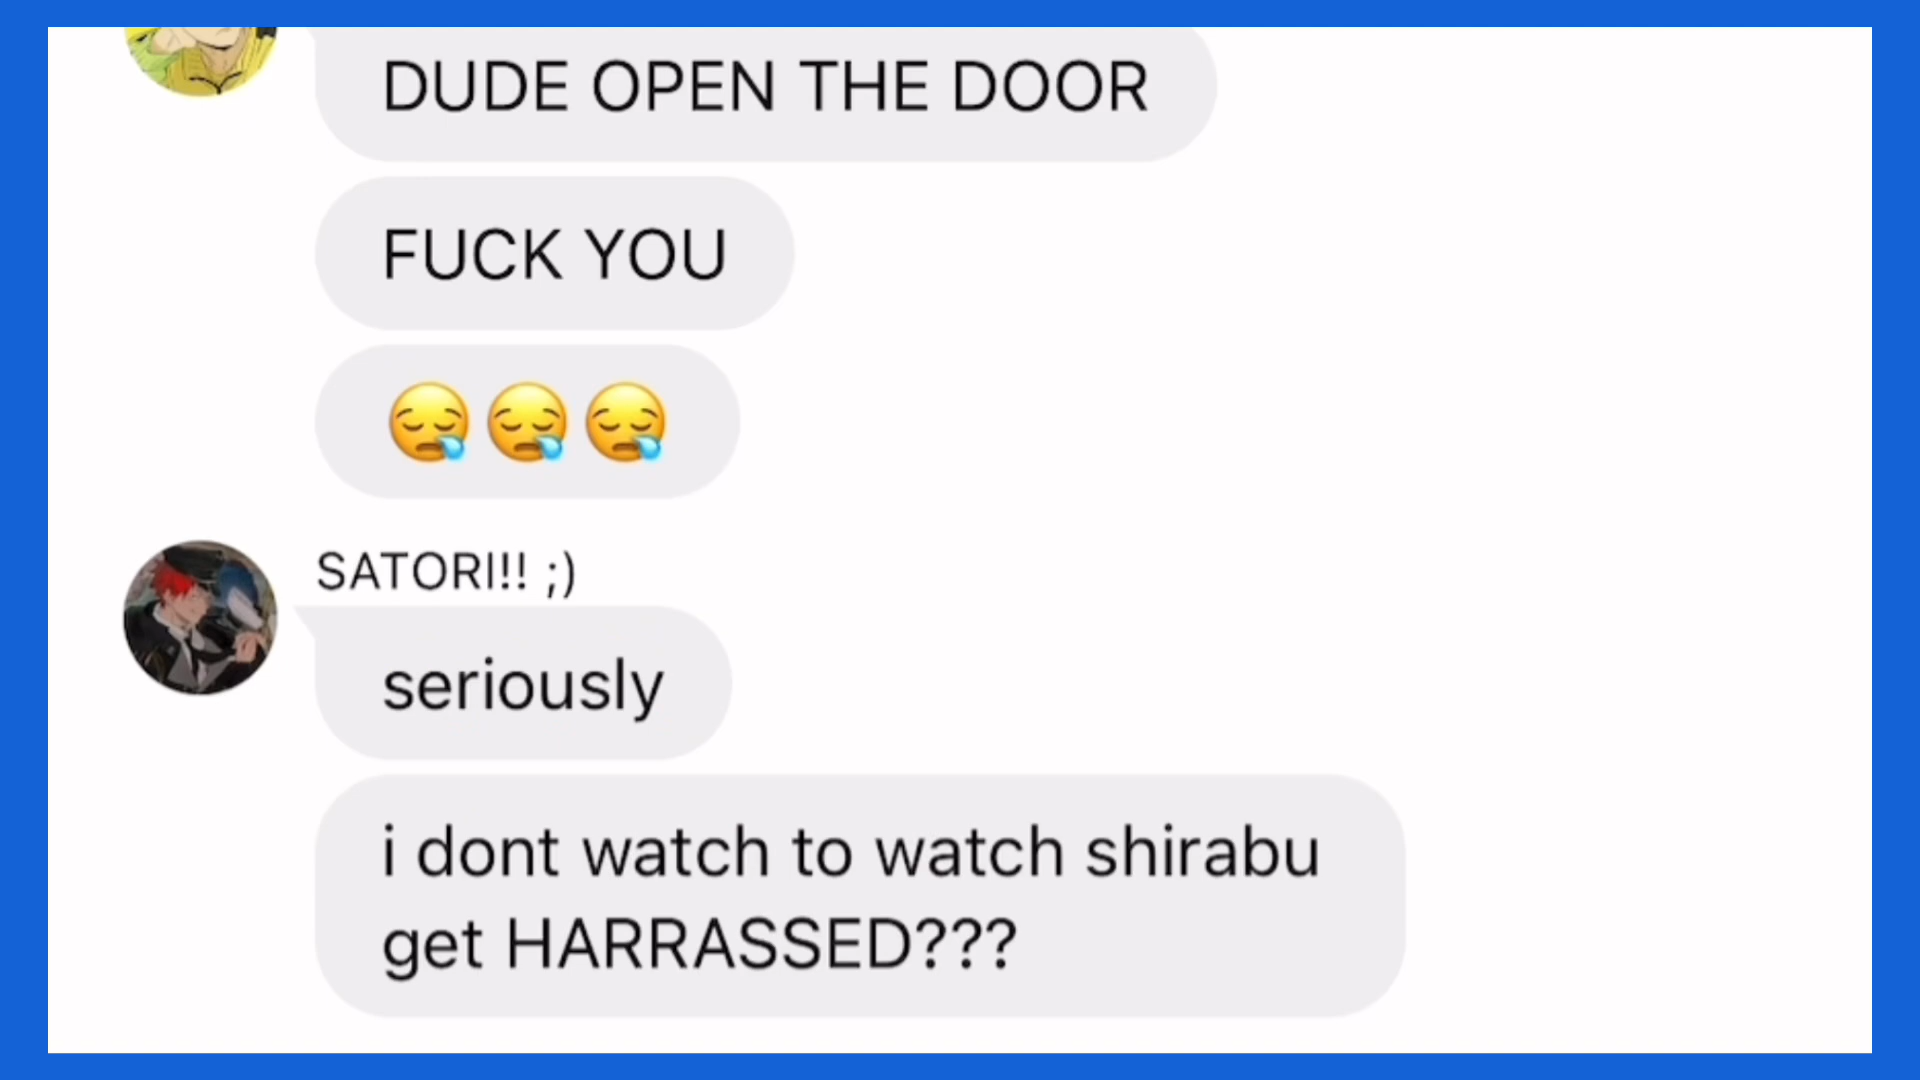 DUDE OPEN THE DOOR
FUCK YOU
😪😪😪
SATORI!! ;)
seriously
i dont watch to watch shirabu
get HARRASSED???